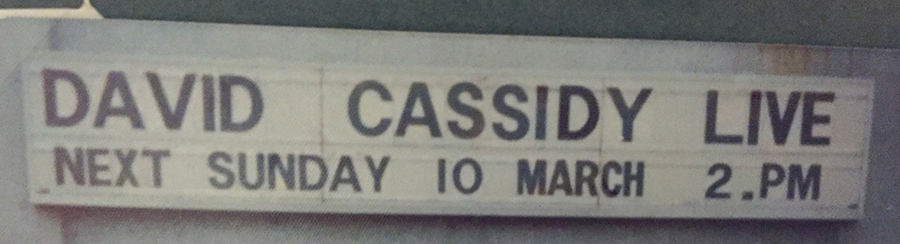 DAVID CASSIDY LIVE
NEXT SUNDAY 10 MARCH 2.PM